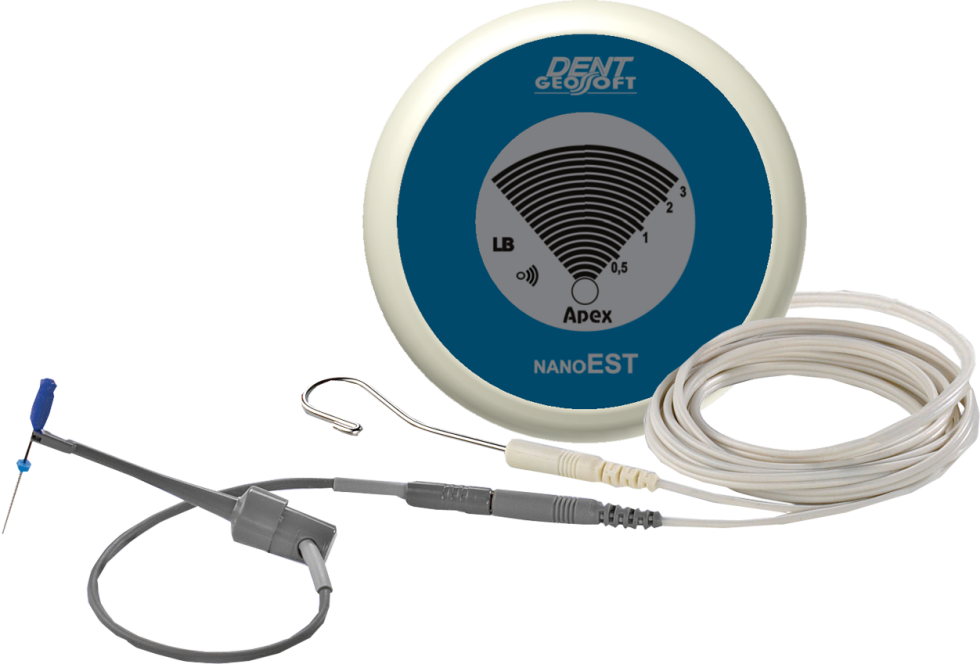 DENT
GEOSOFT
3
2
1
0,5
LB
Apex
NANOEST